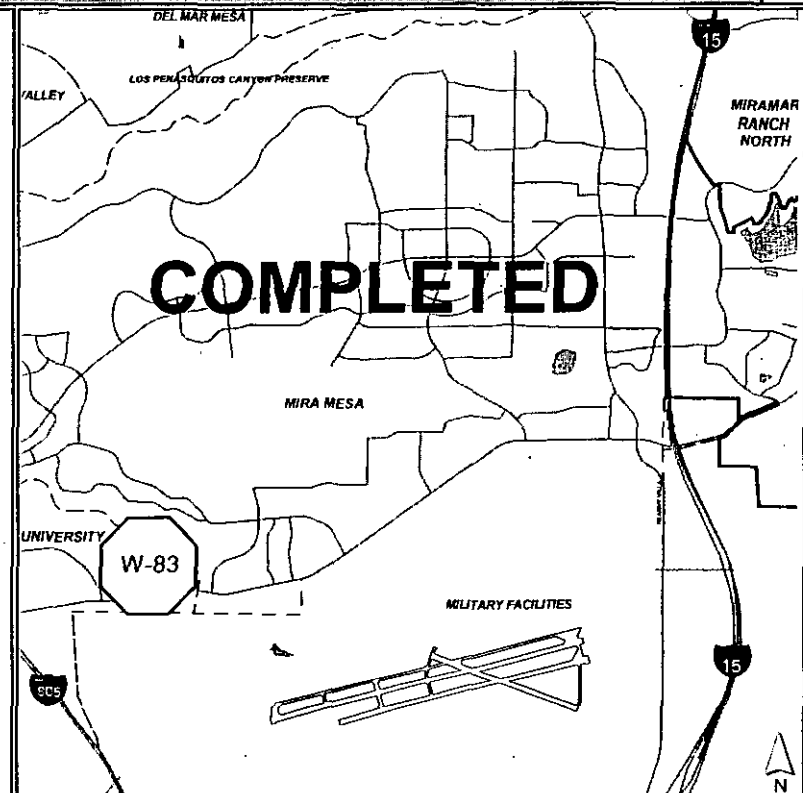 DEL MAR MESA
15
LOS PENASQUITOS CANYON PRESERVE
VALLEY
MIRAMAR
RANCH
NORTH
COMPLETED
MIRA MESA
UNIVERSITY
W-83
MILITARY FACILITIES
15
N